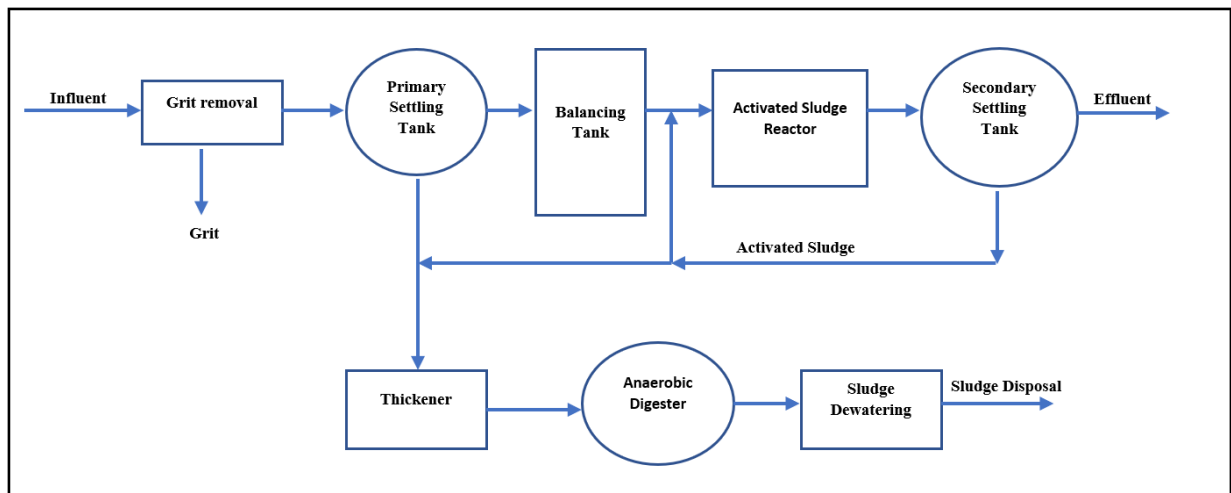 Influent
Grit removal
Grit
Primary
Settling
Tank
Balancing
Tank
Activated Sludge
Reactor
Secondary
Settling
Tank
Effluent
Activated Sludge
Thickener
Anaerobic
Digester
Sludge
Dewatering
Sludge Disposal